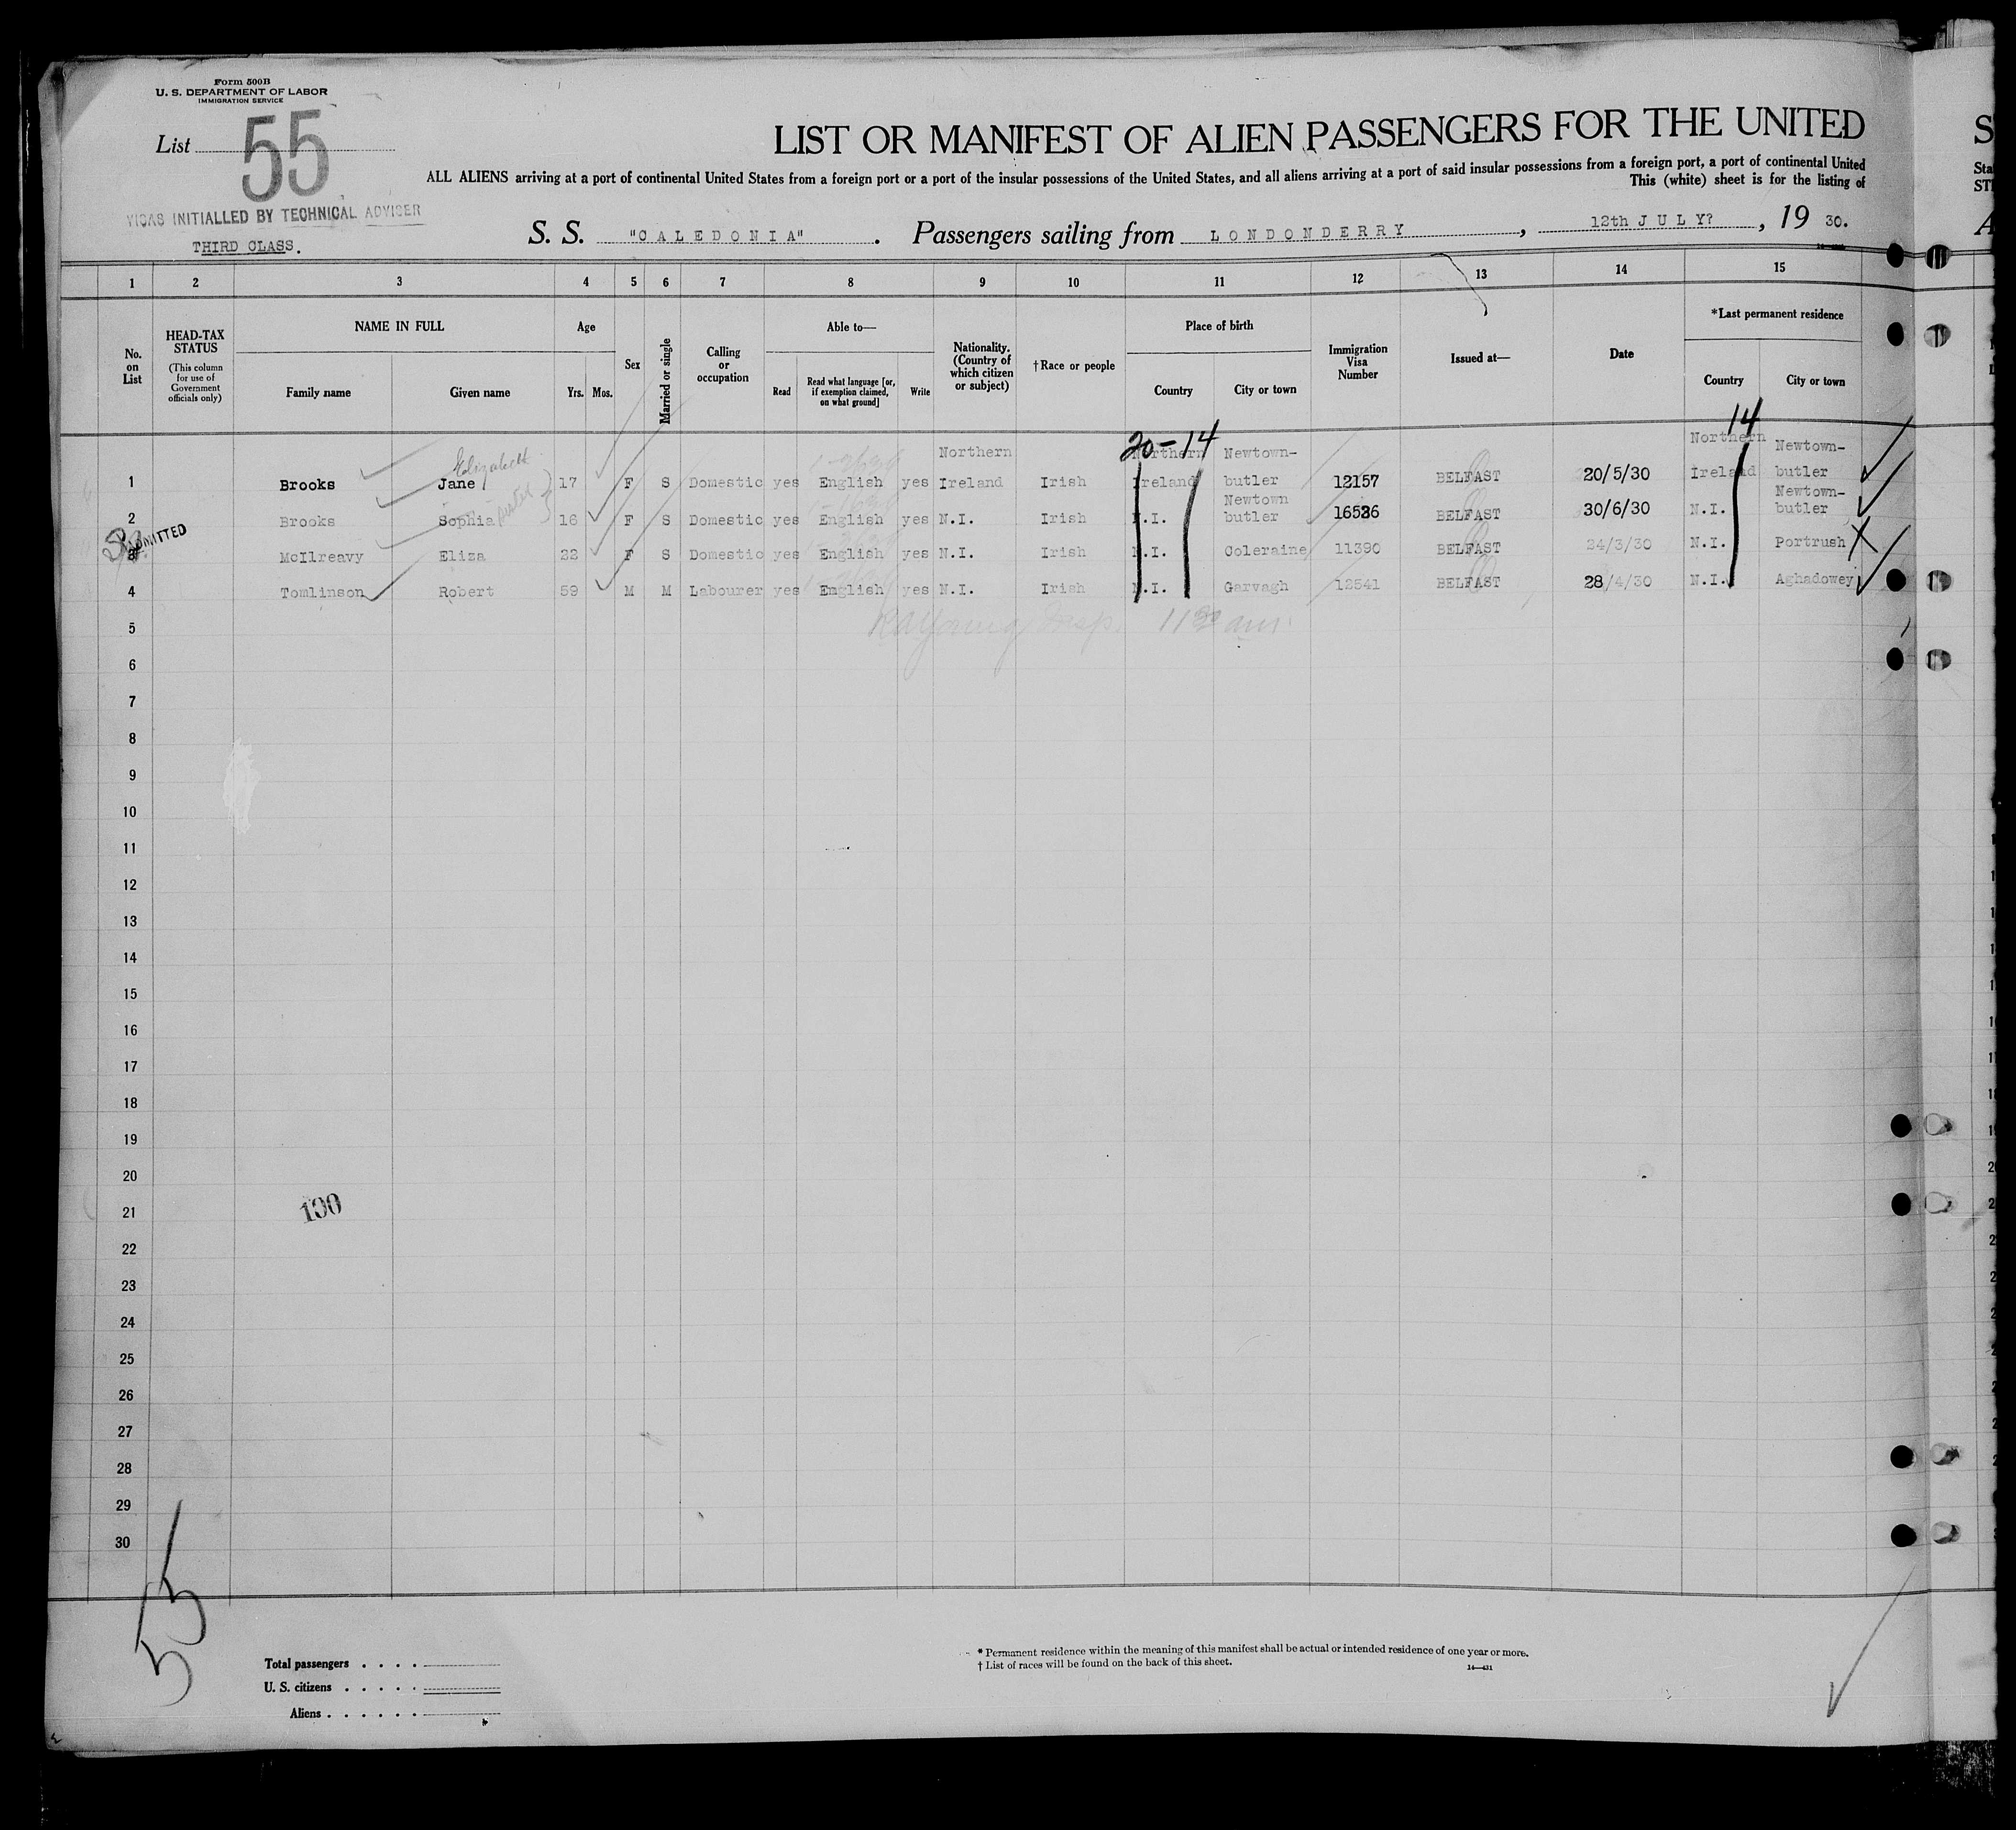 Form 500B
U. S. DEPARTMENT OF LABOR
IMMIGRATION SERVICE
List 55
VISAS INITIALLED BY TECHNICAL ADVISER
THIRD CLASS.
LIST OR MANIFEST OF ALIEN PASSENGERS FOR THE UNITED
ALL ALIENS arriving at a port of continental United States from a foreign port or a part of the insular possessions of the United States, and all aliens arriving at a port of said insular possessions from a foreign port, a port of continental United
This (white) sheet is for the listing of
S. S. "CALEDONIA". Passengers sailing from LONDONDERRY, 12th JULY?, 19 30.
1 2 3 4 5 6 7 8 9 10 11 12 13 14 15
No. on List
HEAD-TAX STATUS
(This column for use of Government officials only)
NAME IN FULL
Family name Given name
Age
Yrs. Mos.
Sex
Married or single
Calling or occupation
Able to—
Read
Read what language [or, if exemption claimed, on what ground]
Write
Nationality. (Country of which citizen or subject)
†Race or people
Place of birth
Country City or town
Immigration Visa Number
Issued at—
Date
*Last permanent residence
Country City or town
20-14
14
Elizabeth
Northern Northern Newtown- Northern Newtown-
1 Brooks Jane 17 F S Domestic yes English yes Ireland Irish Ireland butler 12157 BELFAST 20/5/30 Ireland butler
sister
Newtown Newtown-
2 Brooks Sophia 16 F S Domestic yes English yes N.I. Irish N.I. butler 16536 BELFAST 30/6/30 N.I. butler
ADMITTED
McIlreavy Eliza 22 F S Domestic yes English yes N.I. Irish N.I. Coleraine 11390 BELFAST 24/3/30 N.I. Portrush
4 Tomlinson Robert 59 M M Labourer yes English yes N.I. Irish N.I. Garvagh 12541 BELFAST 28/4/30 N.I. Aghadowey
5
6
7
8
9
10
11
12
13
14
15
16
17
18
19
20
21
100
22
23
24
25
26
27
28
29
30
55
Total passengers . . . .
U. S. citizens . . . . .
Aliens . . . . . .
* Permanent residence within the meaning of this manifest shall be actual or intended residence of one year or more.
† List of races will be found on the back of this sheet.
14—431